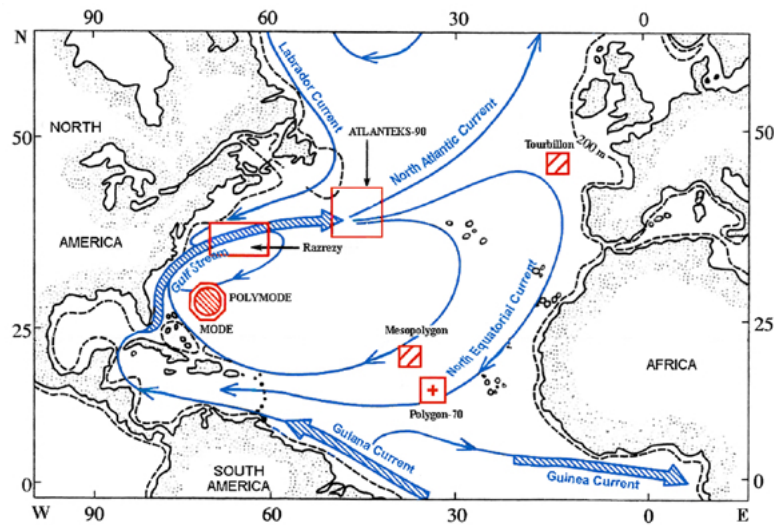 90 60 30 0
N
Labrador Current
50
50
NORTH
ATLANTEKS-90
North Atlantic Current
Tourbillon
200 m
AMERICA
Razrezy
Gulf Stream
POLYMODE
MODE
25
25
Mesopolygon
North Equatorial Current
AFRICA
Polygon-70
Guiana Current
SOUTH
AMERICA
Guinea Current
0
0
W 90 60 30 0 E